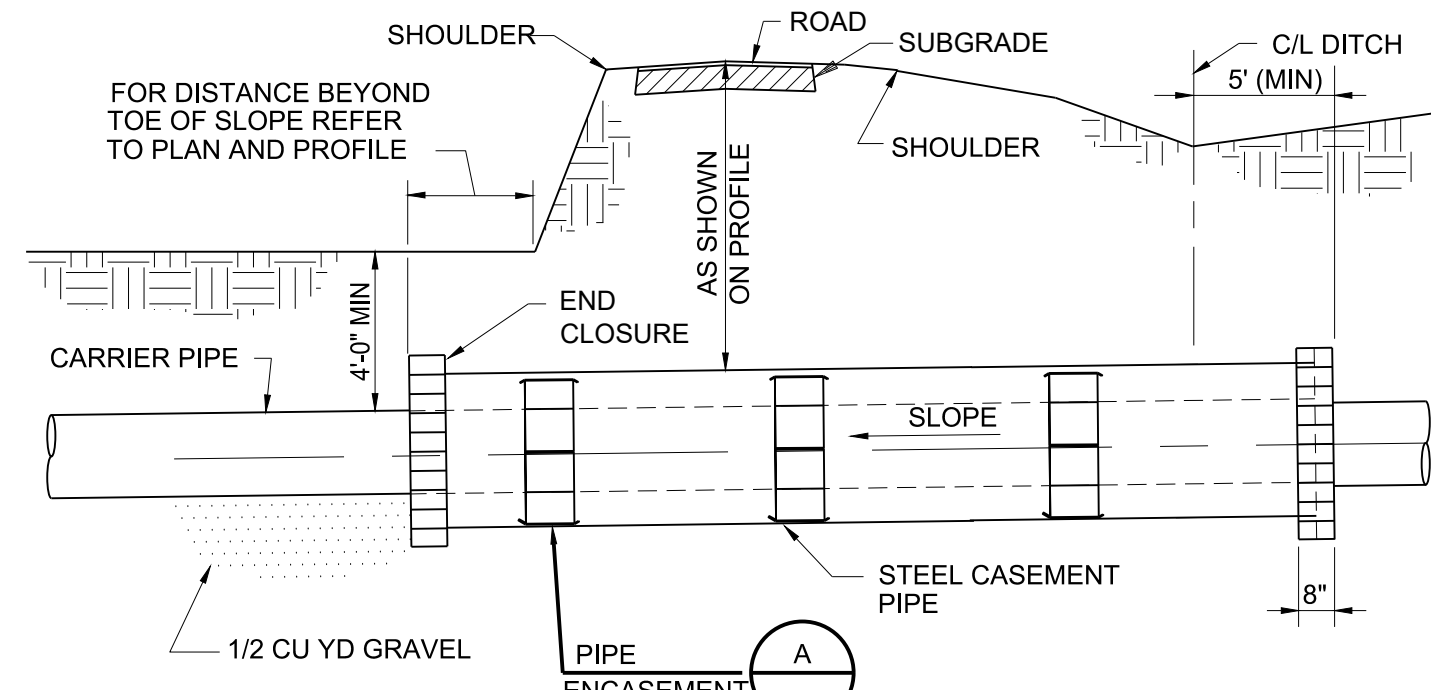 SHOULDER
ROAD
SUBGRADE
C/L DITCH
5' (MIN)
FOR DISTANCE BEYOND
TOE OF SLOPE REFER
TO PLAN AND PROFILE
SHOULDER
AS SHOWN
ON PROFILE
4'-0" MIN
END
CLOSURE
CARRIER PIPE
SLOPE
STEEL CASEMENT
PIPE
8"
1/2 CU YD GRAVEL
PIPE
ENCASEMENT
A